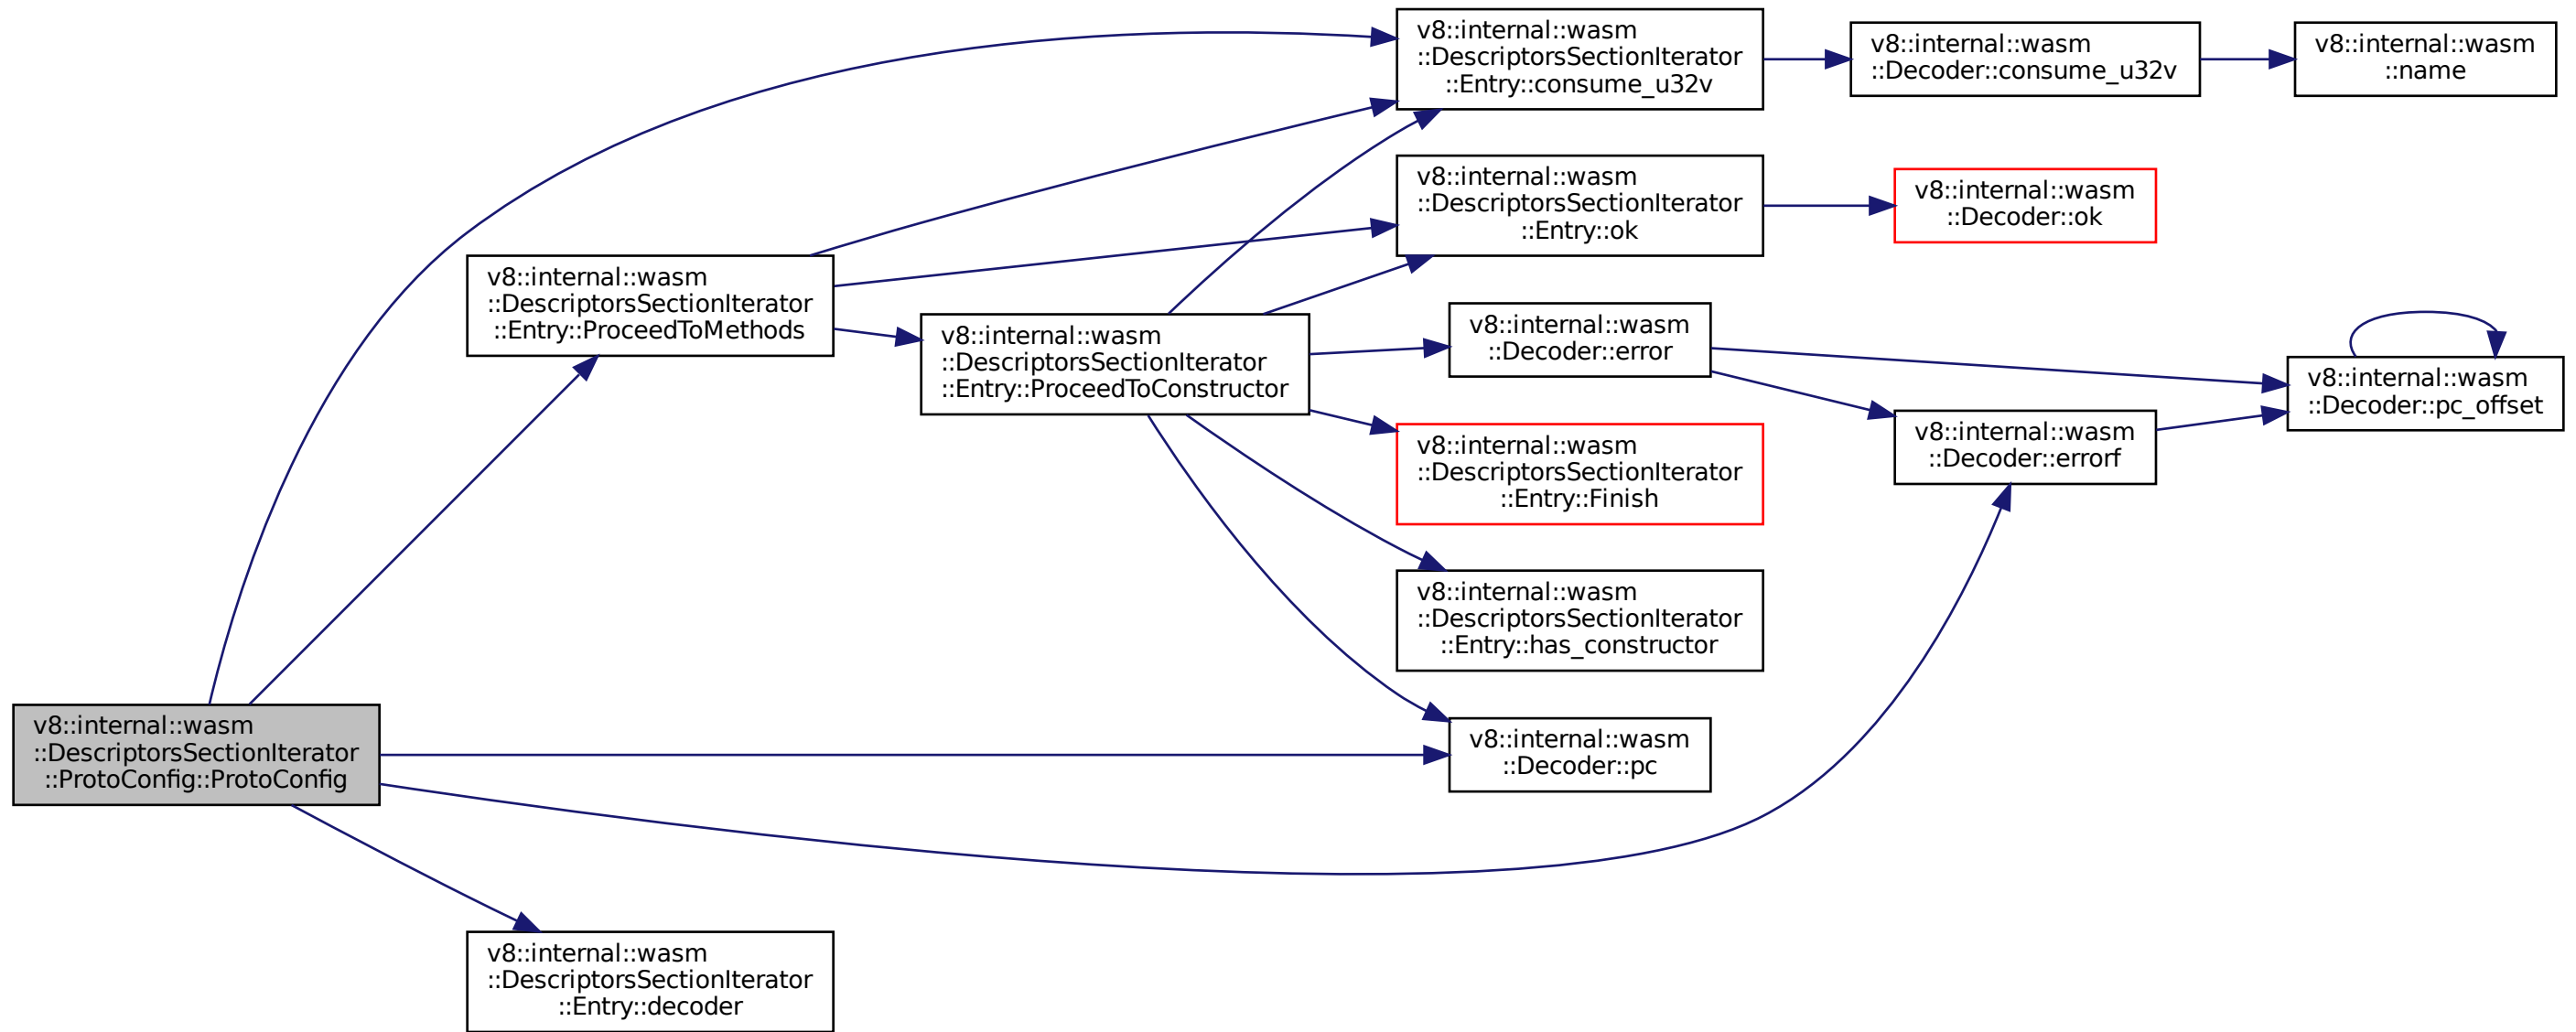 v8::internal::wasm
::DescriptorsSectionIterator
::Entry::consume_u32v
v8::internal::wasm
::Decoder::consume_u32v
v8::internal::wasm
::name
v8::internal::wasm
::DescriptorsSectionIterator
::Entry::ok
v8::internal::wasm
::Decoder::ok
v8::internal::wasm
::DescriptorsSectionIterator
::Entry::ProceedToMethods
v8::internal::wasm
::DescriptorsSectionIterator
::Entry::ProceedToConstructor
v8::internal::wasm
::Decoder::error
v8::internal::wasm
::Decoder::pc_offset
v8::internal::wasm
::Decoder::errorf
v8::internal::wasm
::DescriptorsSectionIterator
::Entry::Finish
v8::internal::wasm
::DescriptorsSectionIterator
::Entry::has_constructor
v8::internal::wasm
::DescriptorsSectionIterator
::ProtoConfig::ProtoConfig
v8::internal::wasm
::Decoder::pc
v8::internal::wasm
::DescriptorsSectionIterator
::Entry::decoder